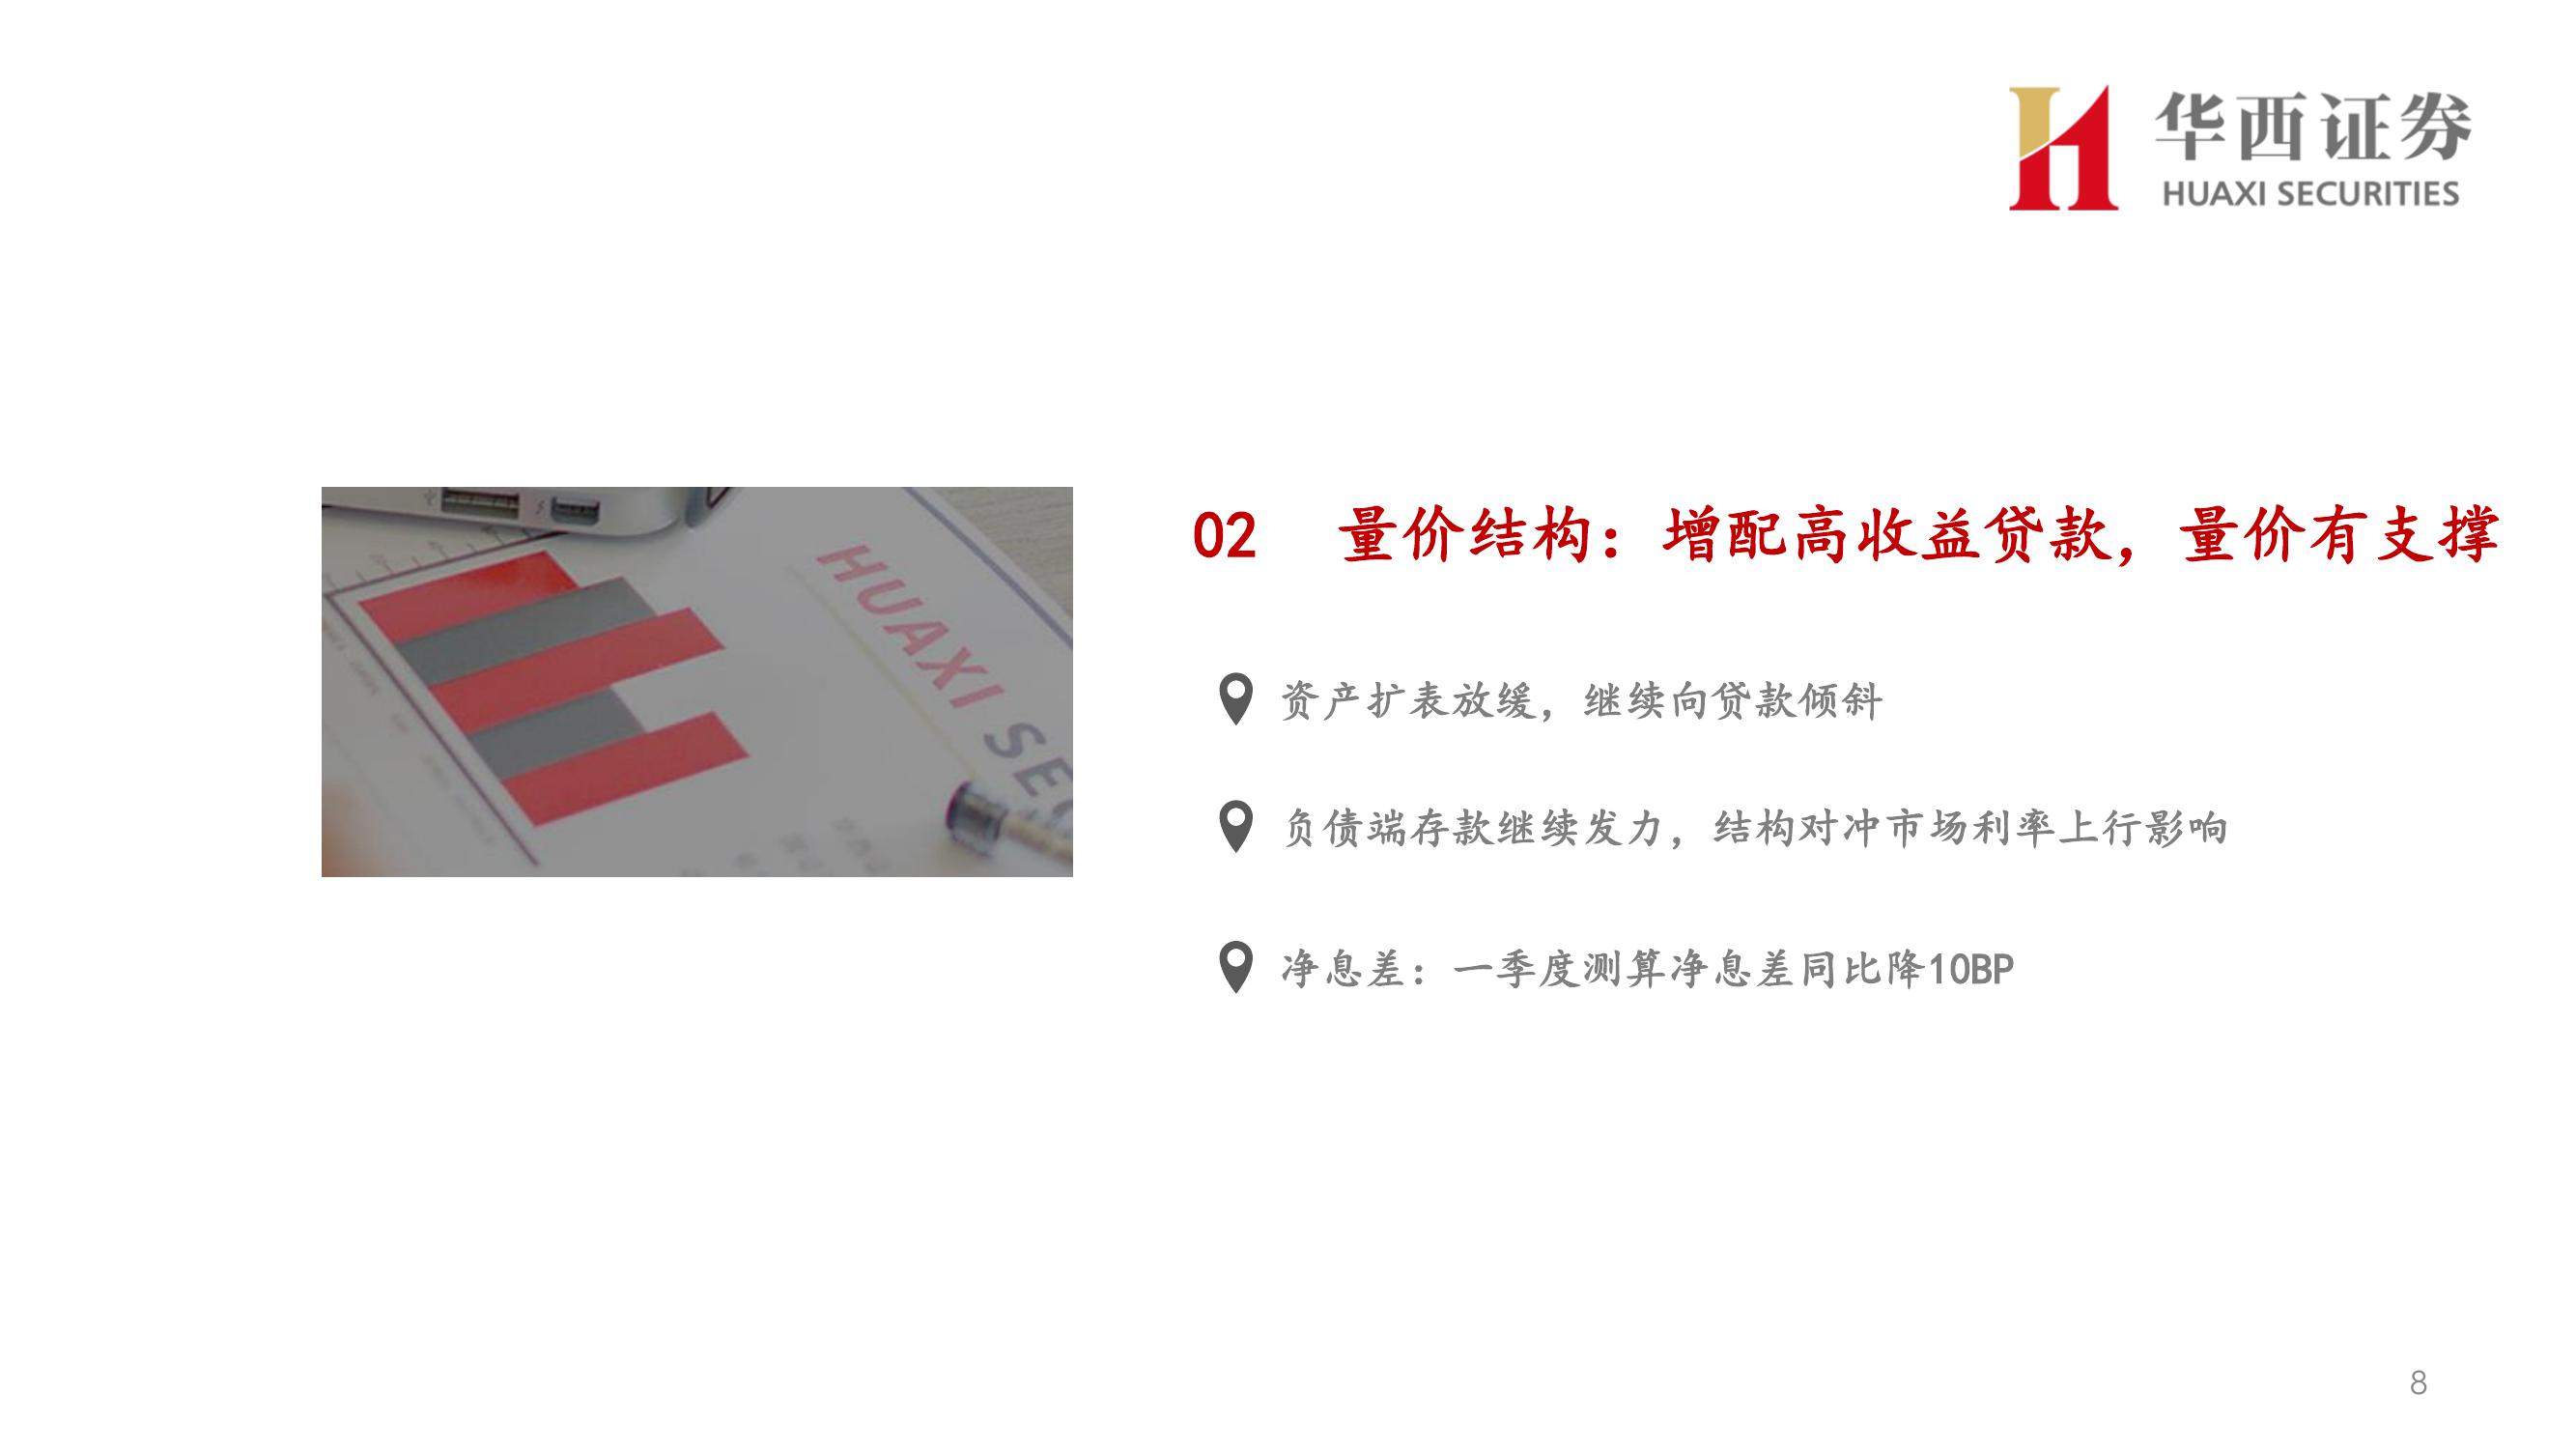 华西证券
HUAXI SECURITIES
02 量价结构：增配高收益贷款，量价有支撑
HUAXI SEC
资产扩表放缓，继续向贷款倾斜
负债端存款继续发力，结构对冲市场利率上行影响
净息差：一季度测算净息差同比降10BP
8